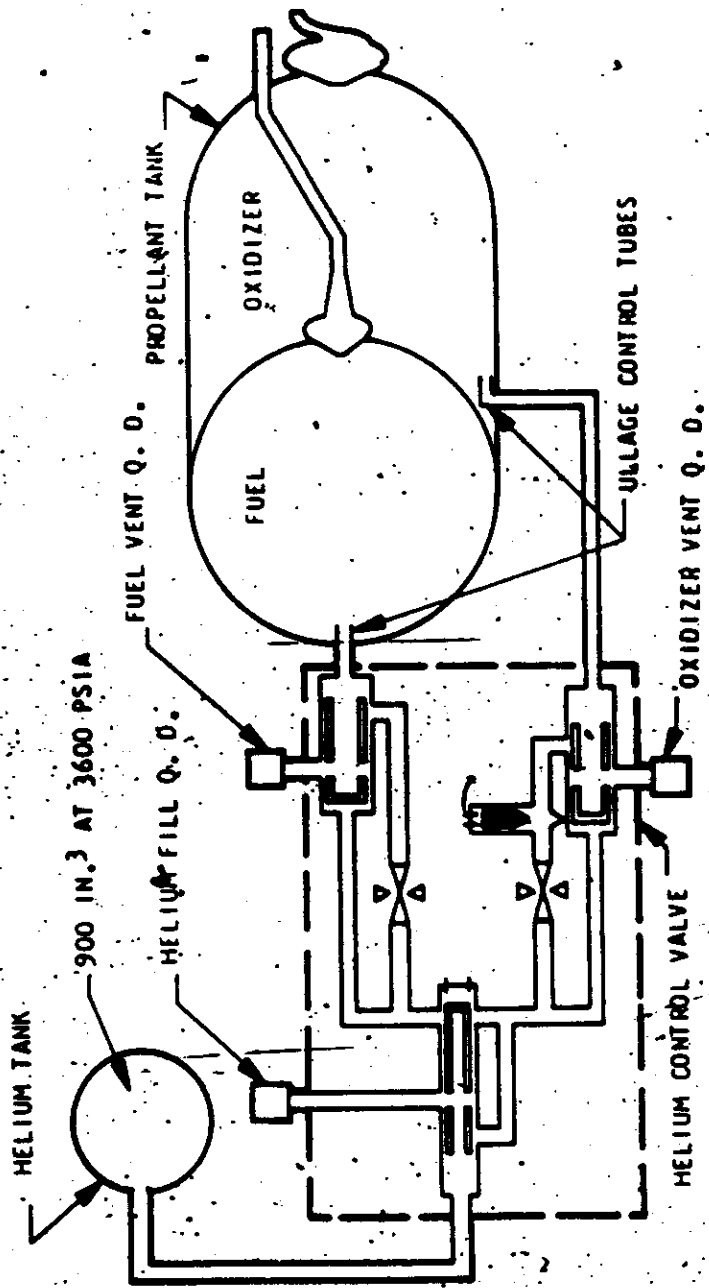 HELIUM TANK
900 IN.3 AT 3600 PSIA
HELIUM FILL Q. D.
FUEL VENT Q. D.
PROPELLANT TANK
FUEL
OXIDIZER
ULLAGE CONTROL TUBES
OXIDIZER VENT Q. D.
HELIUM CONTROL VALVE